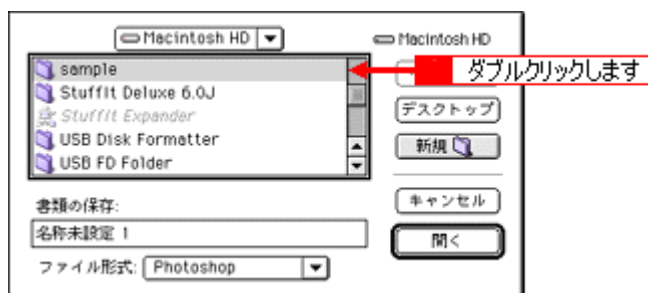 Macintosh HD
Macintosh HD
sample
ダブルクリックします
StuffIt Deluxe 6.0J
StuffIt Expander
デスクトップ
USB Disk Formatter
新規
USB FD Folder
書類の保存:
キャンセル
名称未設定 1
開く
ファイル形式: Photoshop